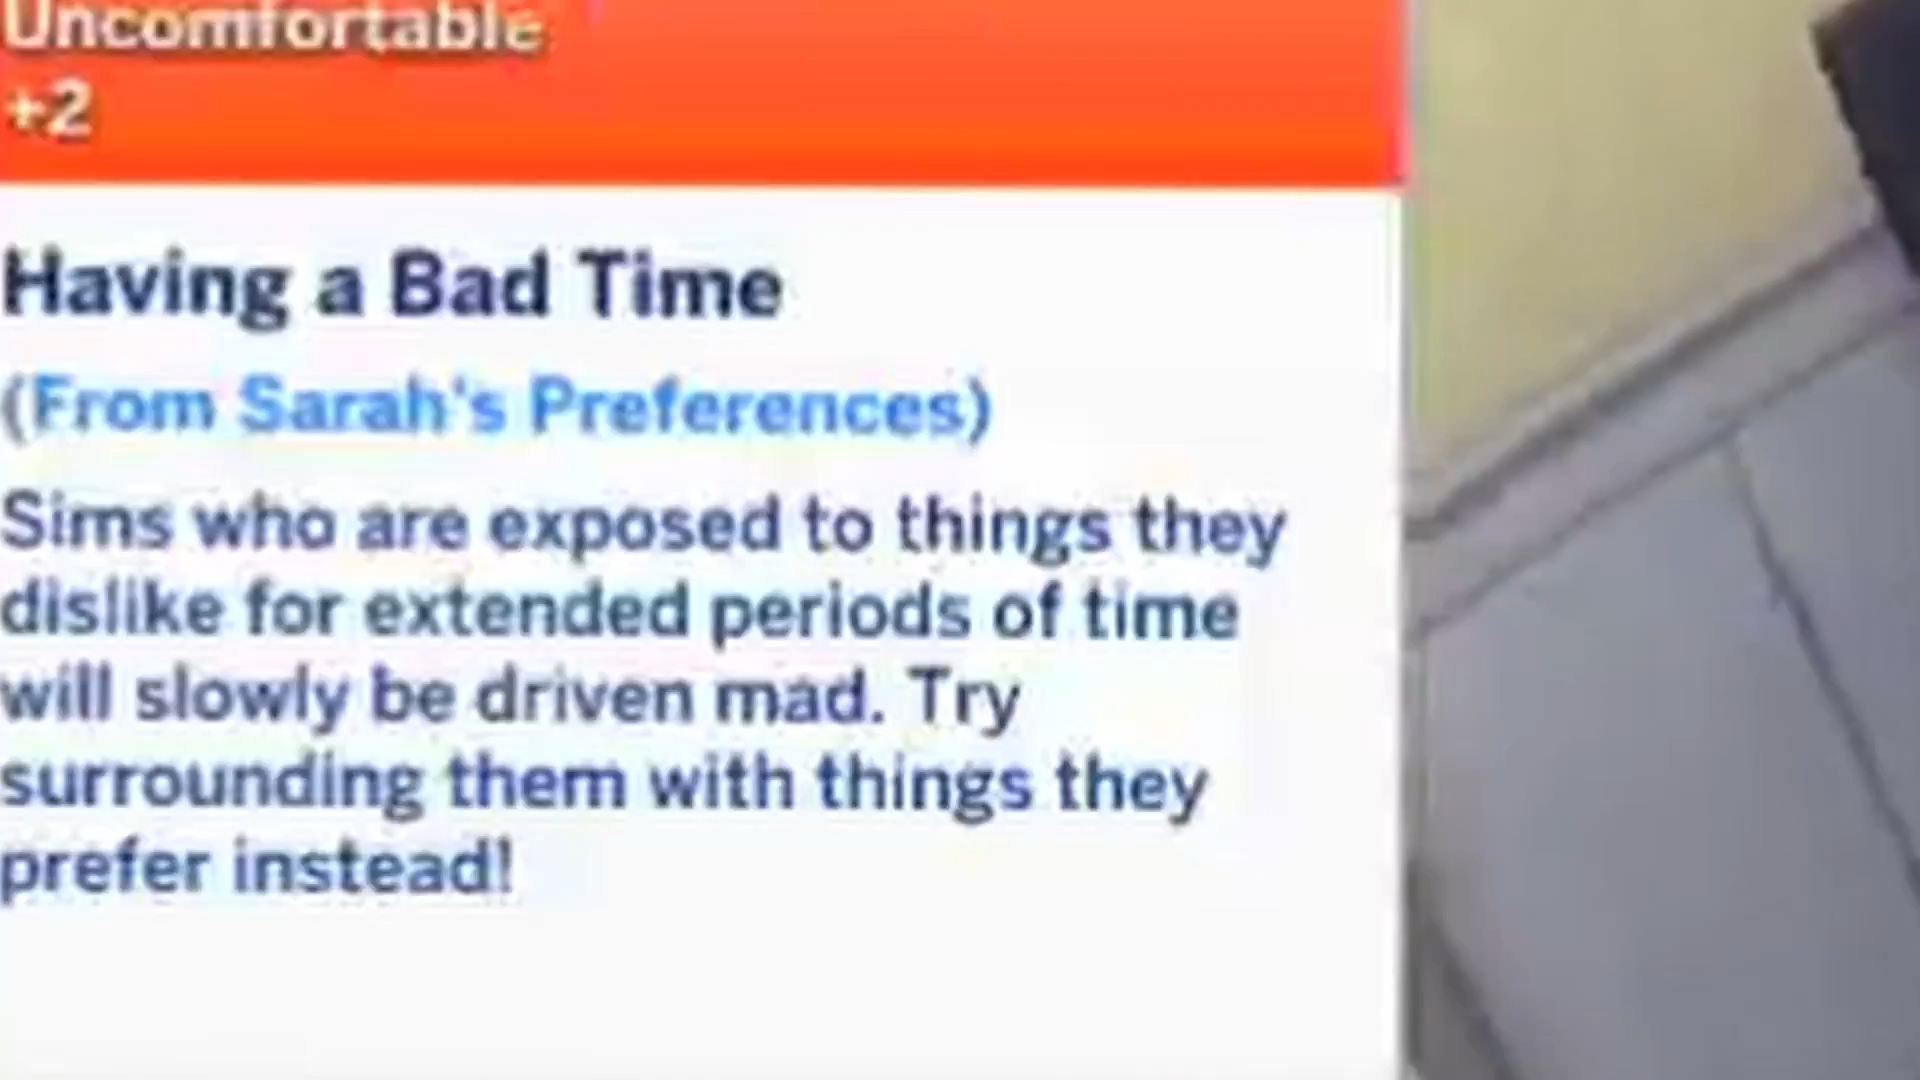 Uncomfortable
+2
Having a Bad Time
(From Sarah's Preferences)
Sims who are exposed to things they
dislike for extended periods of time
will slowly be driven mad. Try
surrounding them with things they
prefer instead!